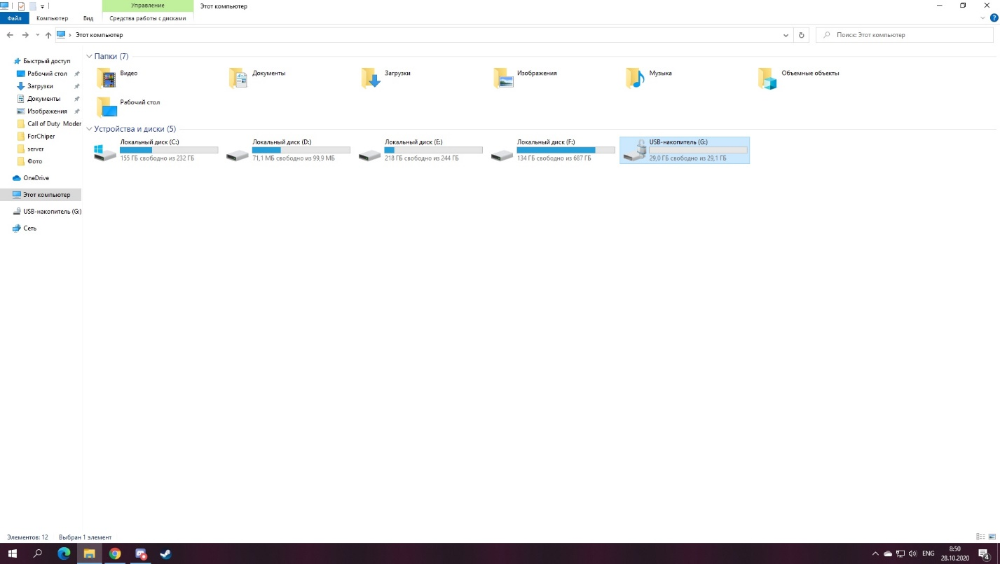 Управление
Этот компьютер
Файл
Компьютер
Вид
Средства работы с дисками
Этот компьютер
Поиск: Этот компьютер
Быстрый доступ
Рабочий стол
Загрузки
Документы
Изображения
Call of Duty Moder
ForChiper
server
Фото
OneDrive
Этот компьютер
USB-накопитель (G:)
Сеть
Папки (7)
Видео
Документы
Загрузки
Изображения
Музыка
Объемные объекты
Рабочий стол
Устройства и диски (5)
Локальный диск (C:)
155 ГБ свободно из 232 ГБ
Локальный диск (D:)
71,1 МБ свободно из 99,9 МБ
Локальный диск (E:)
218 ГБ свободно из 244 ГБ
Локальный диск (F:)
134 ГБ свободно из 687 ГБ
USB-накопитель (G:)
29,0 ГБ свободно из 29,1 ГБ
Элементов: 12
Выбран 1 элемент
ENG
8:50
28.10.2020
4